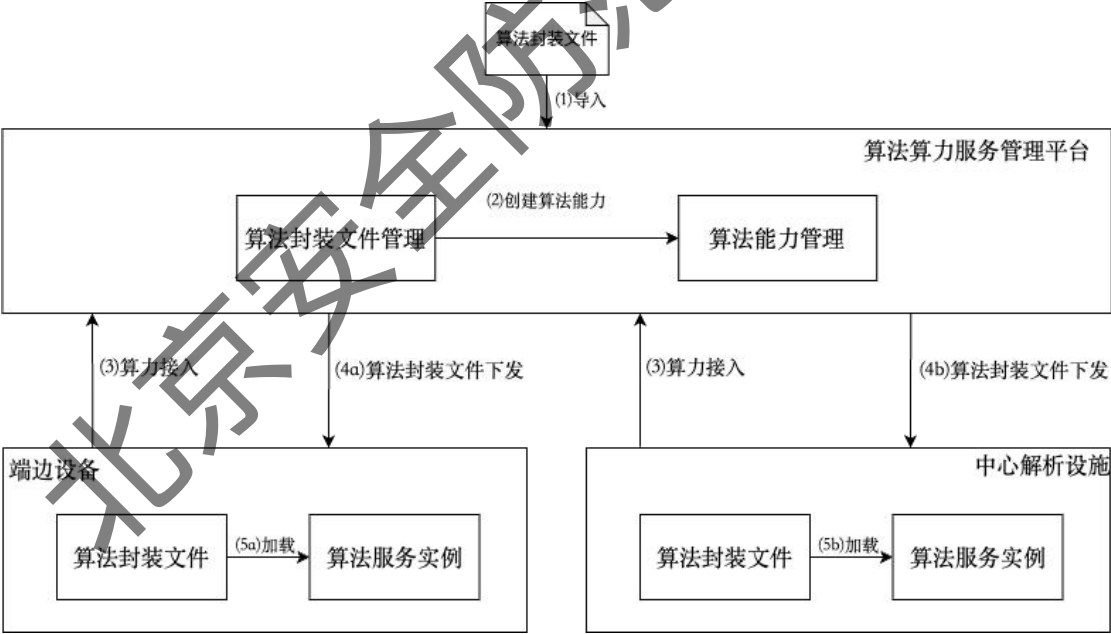 算法封装文件
(1)导入
算法算力服务管理平台
(2)创建算法能力
算法封装文件管理
算法能力管理
(3)算力接入
(4a)算法封装文件下发
(3)算力接入
(4b)算法封装文件下发
端边设备
中心解析设施
算法封装文件
(5a)加载
算法服务实例
算法封装文件
(5b)加载
算法服务实例
北京安全防